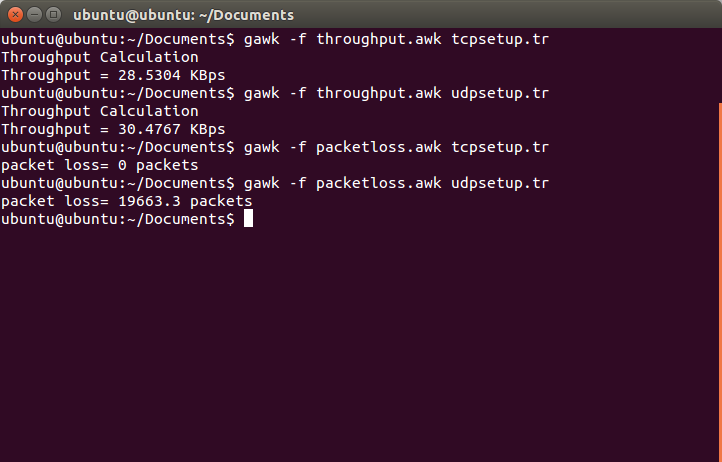 ubuntu@ubuntu: ~/Documents
ubuntu@ubuntu:~/Documents$ gawk -f throughput.awk tcpsetup.tr
Throughput Calculation
Throughput = 28.5304 KBps
ubuntu@ubuntu:~/Documents$ gawk -f throughput.awk udpsetup.tr
Throughput Calculation
Throughput = 30.4767 KBps
ubuntu@ubuntu:~/Documents$ gawk -f packetloss.awk tcpsetup.tr
packet loss= 0 packets
ubuntu@ubuntu:~/Documents$ gawk -f packetloss.awk udpsetup.tr
packet loss= 19663.3 packets
ubuntu@ubuntu:~/Documents$